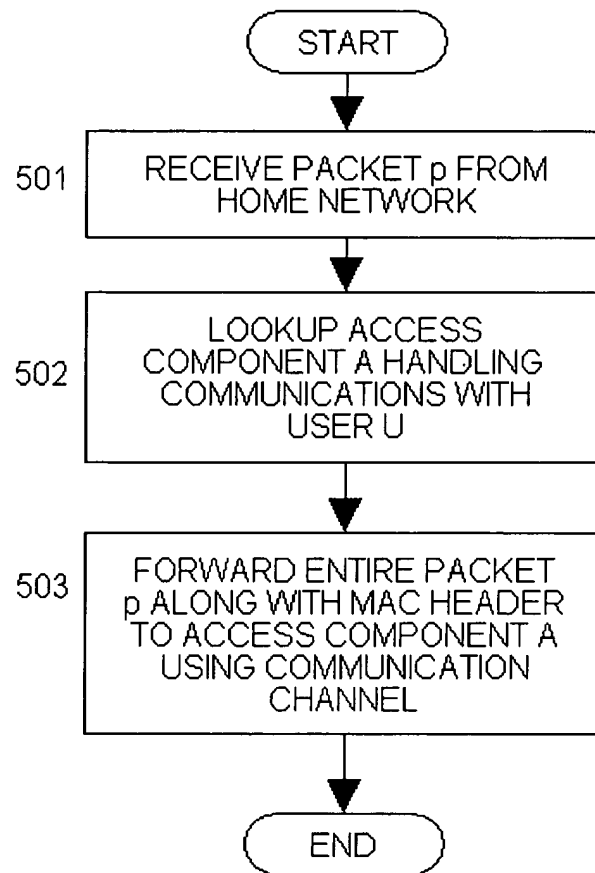 START
501
RECEIVE PACKET p FROM
HOME NETWORK
502
LOOKUP ACCESS
COMPONENT A HANDLING
COMMUNICATIONS WITH
USER U
503
FORWARD ENTIRE PACKET
p ALONG WITH MAC HEADER
TO ACCESS COMPONENT A
USING COMMUNICATION
CHANNEL
END